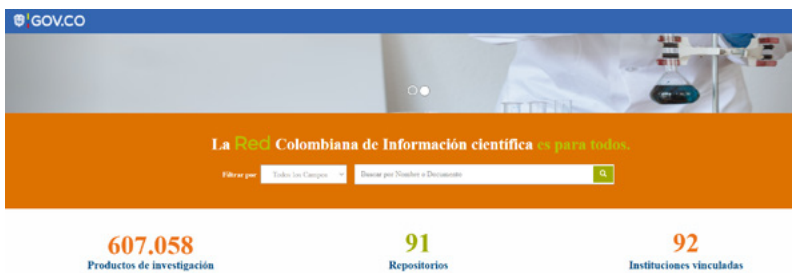 GOV.CO
La Red Colombiana de Información científica es para todos.
Filtrar por Todos los Campos Buscar por Nombre o Documento
607.058 91 92
Productos de investigación Repositorios Instituciones vinculadas